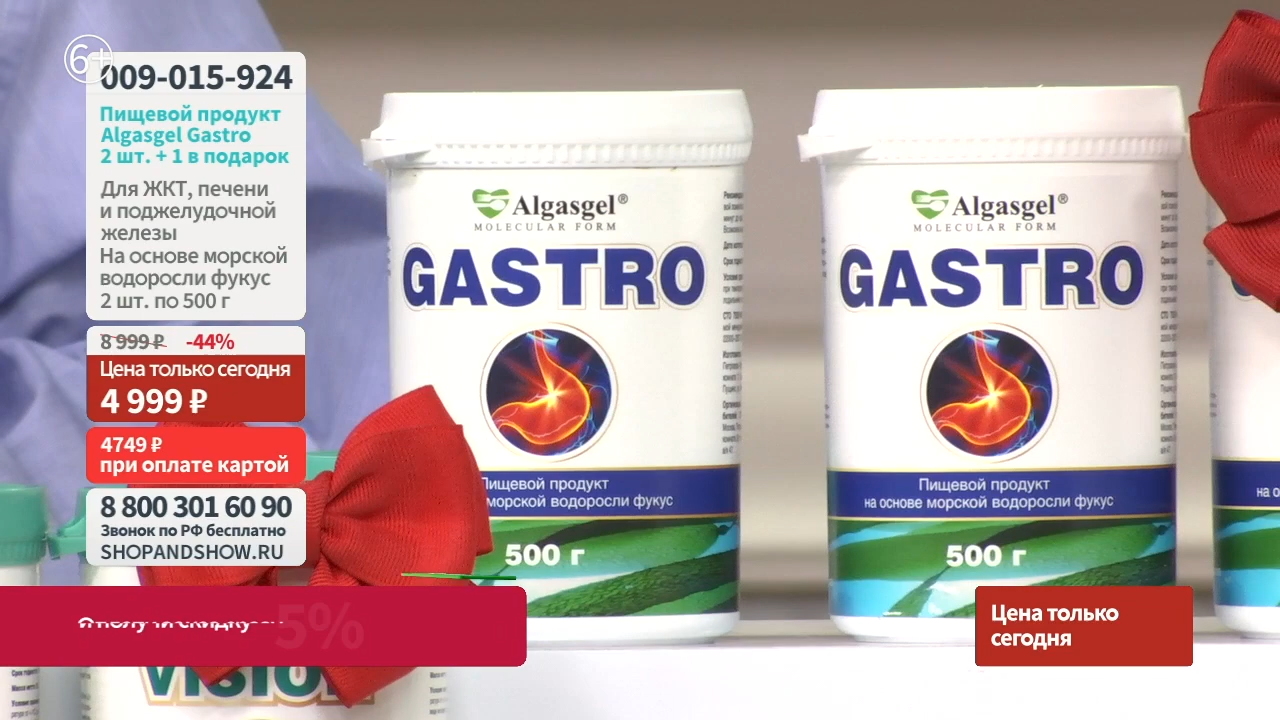 6+
009-015-924
Пищевой продукт
Algasgel Gastro
2 шт. + 1 в подарок
Для ЖКТ, печени
и поджелудочной
железы
На основе морской
водоросли фукус
2 шт. по 500 г
8 999 ₽ -44%
Цена только сегодня
4 999 ₽
4749 ₽
при оплате картой
8 800 301 60 90
Звонок по РФ бесплатно
SHOPANDSHOW.RU
5%
Algasgel®
MOLECULAR FORM
GASTRO
Пищевой продукт
морской водоросли фукус
500 г
Algasgel®
MOLECULAR FORM
GASTRO
Пищевой продукт
на основе морской водоросли фукус
500 г
на о
VISION
Цена только
сегодня